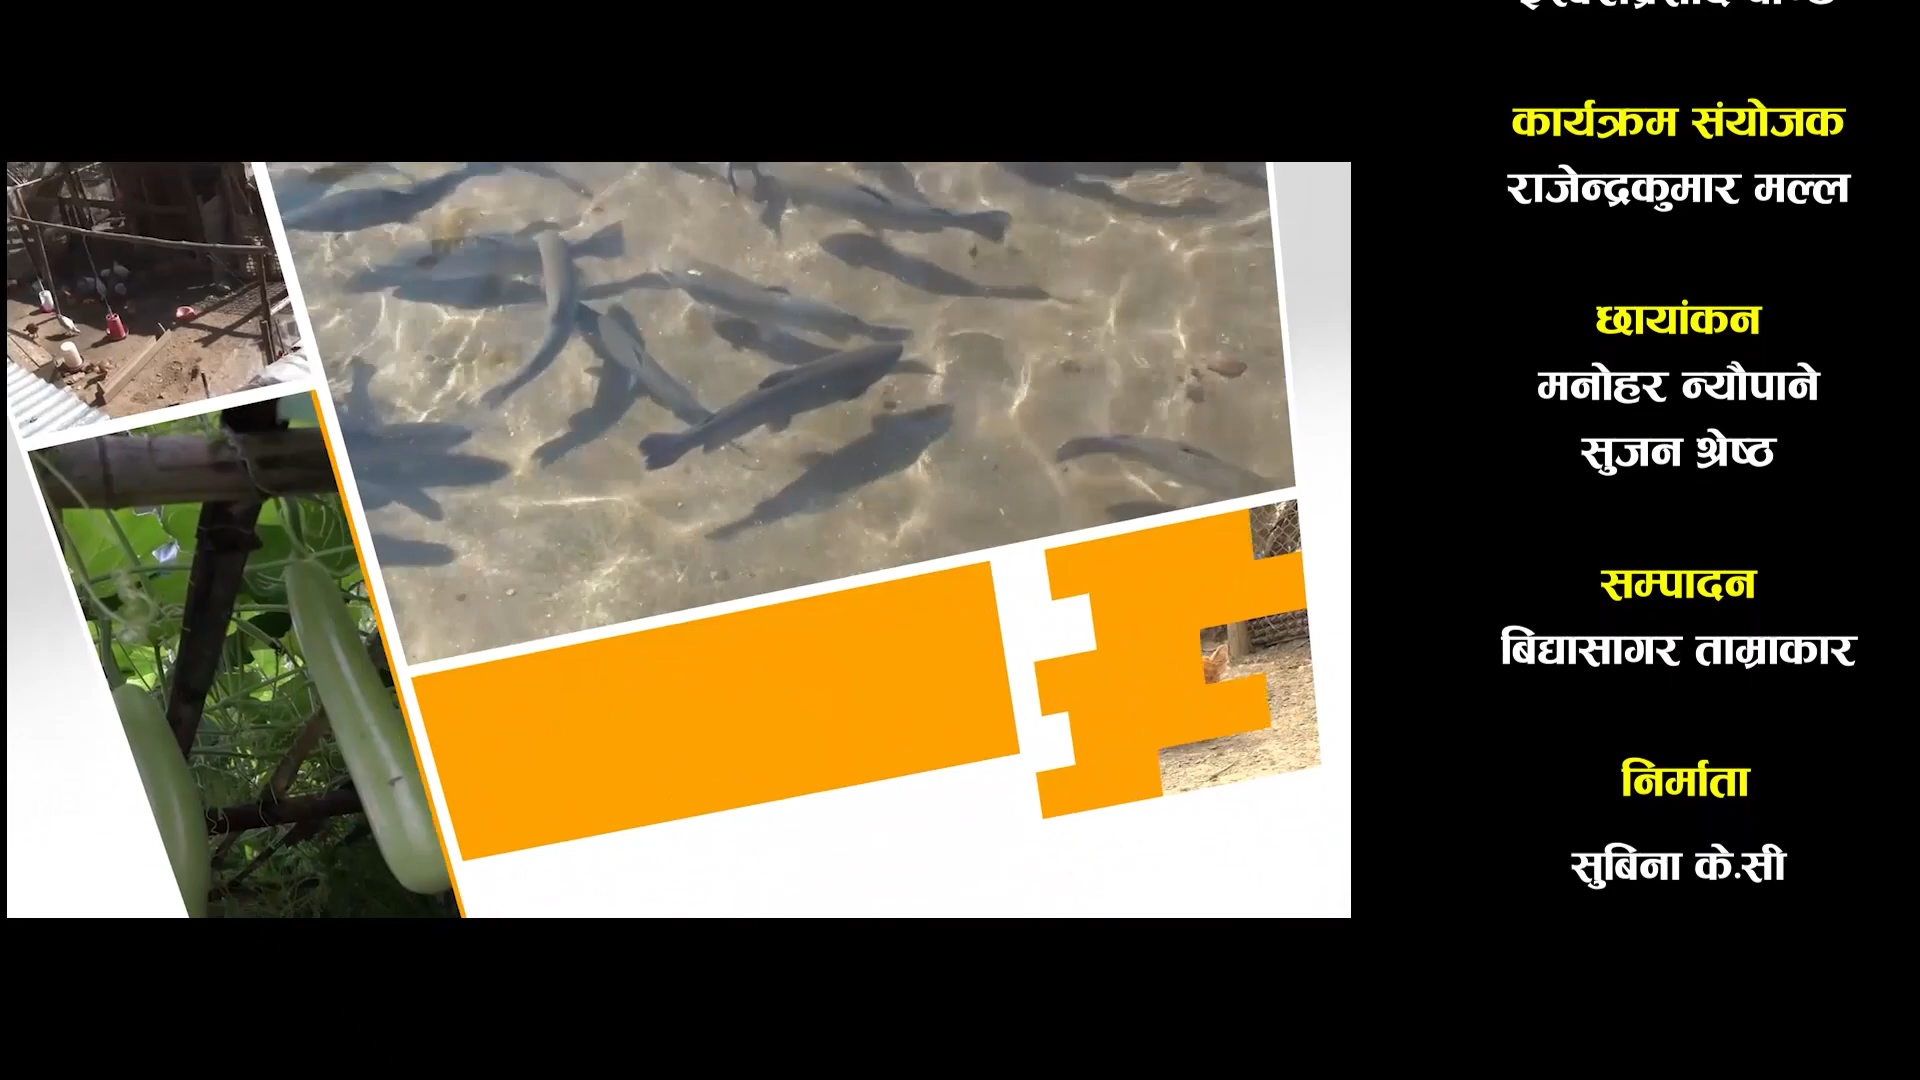 कार्यक्रम संयोजक
राजेन्द्रकुमार मल्ल
छायांकन
मनोहर न्यौपाने
सुजन श्रेष्ठ
सम्पादन
बिद्यासागर ताम्राकार
निर्माता
सुबिना के.सी